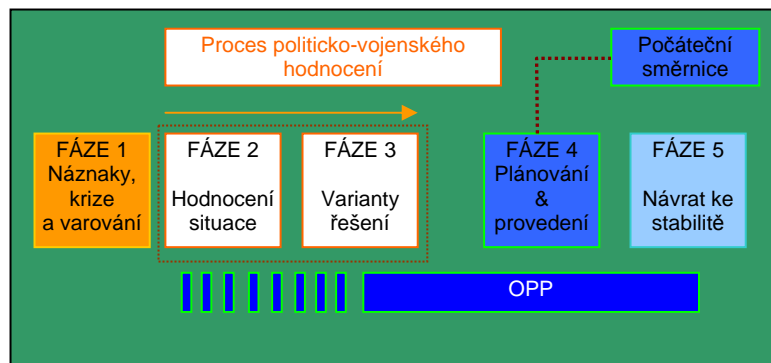 Proces politicko-vojenského
hodnocení
Počáteční
směrnice
FÁZE 1
Náznaky,
krize
a varování
FÁZE 2
Hodnocení
situace
FÁZE 3
Varianty
řešení
FÁZE 4
Plánování
&
provedení
FÁZE 5
Návrat ke
stabilitě
OPP